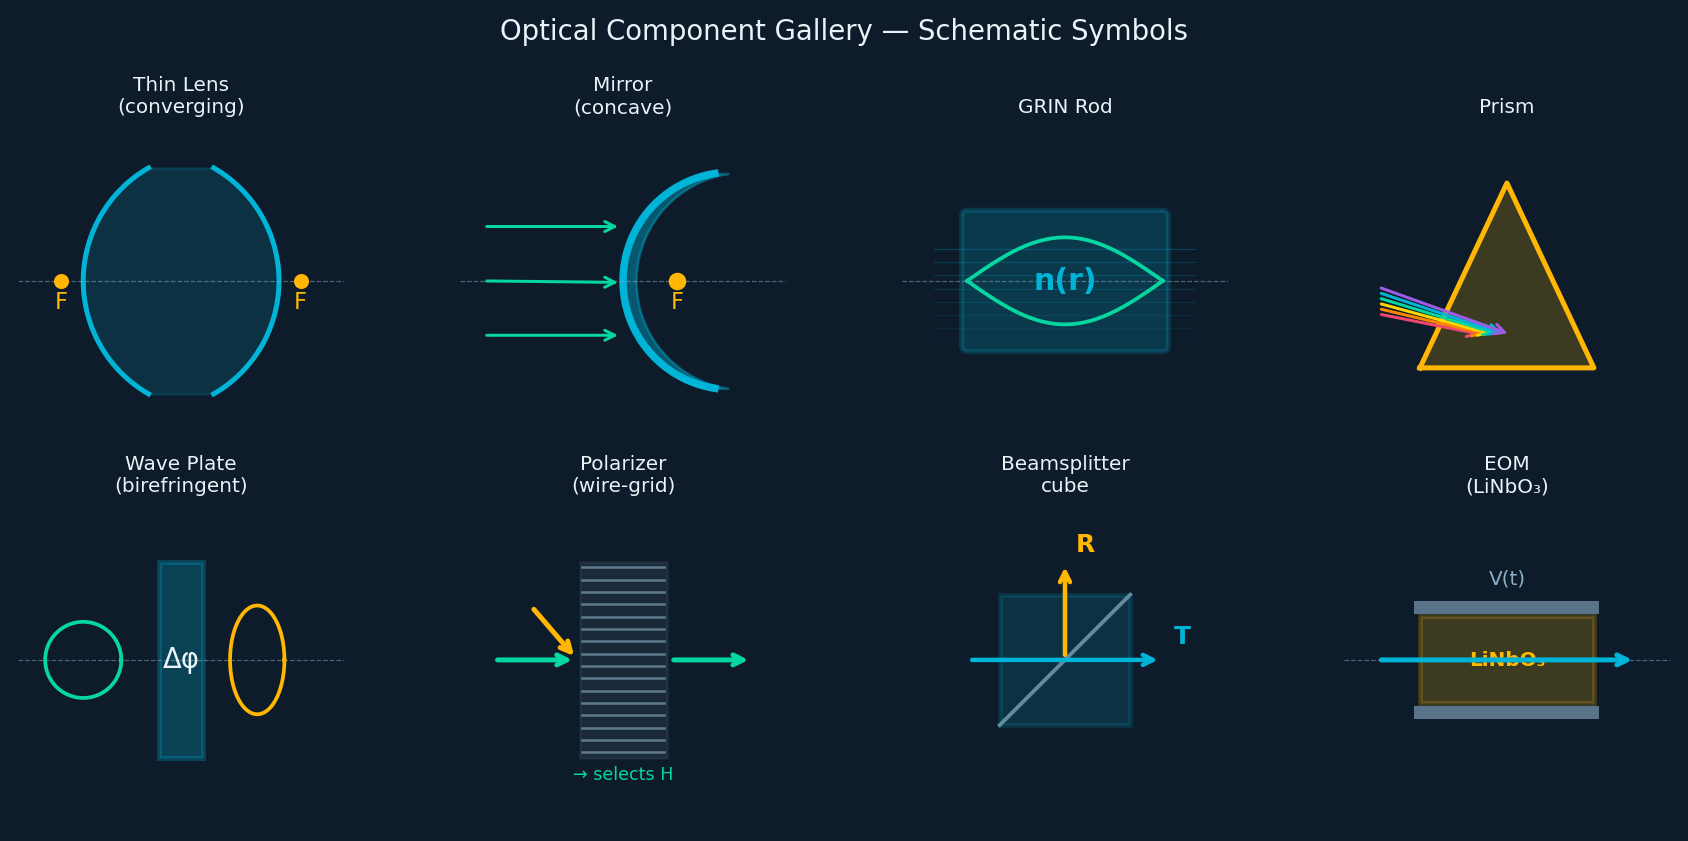 Optical Component Gallery — Schematic Symbols
Thin Lens
(converging)
F
F
Mirror
(concave)
F
GRIN Rod
n(r)
Prism
Wave Plate
(birefringent)
Δφ
Polarizer
(wire-grid)
→ selects H
Beamsplitter
cube
R
T
EOM
(LiNbO₃)
V(t)
LiNbO₃